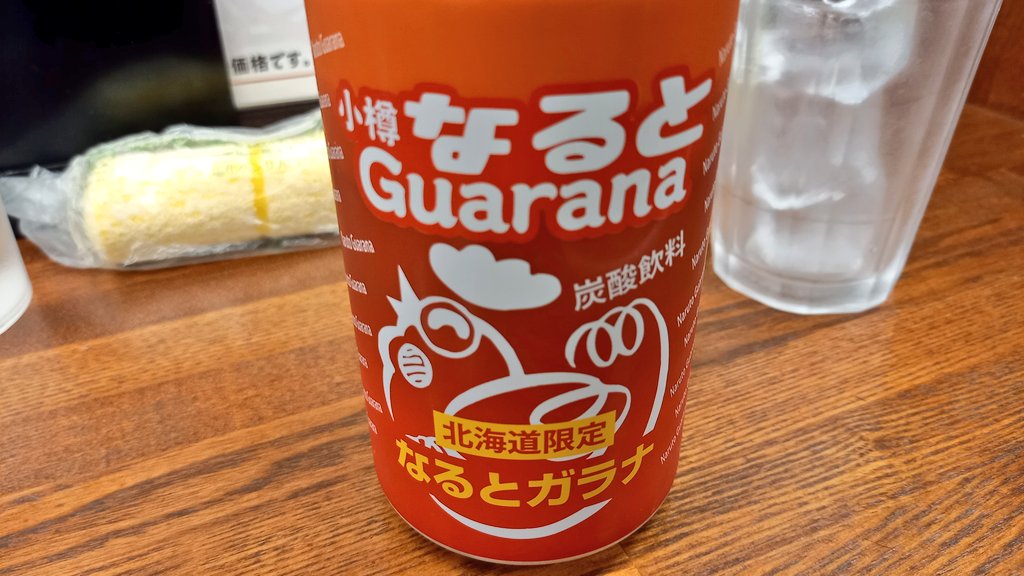 価格です。
小樽なると
Guarana
炭酸飲料
北海道限定
なるとガラナ